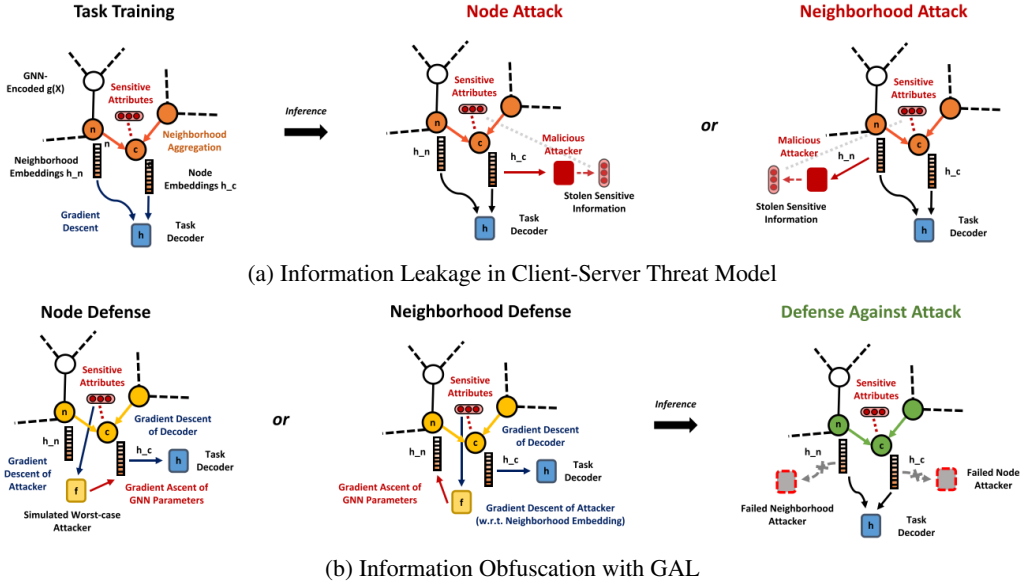 Task Training
GNN-
Encoded g(X)
Sensitive
Attributes
n
c
Neighborhood
Aggregation
n
Neighborhood
Embeddings h_n
Node
Embeddings h_c
Gradient
Descent
h
Task
Decoder
Inference
Node Attack
Sensitive
Attributes
n
c
h_n
h_c
Malicious
Attacker
Stolen Sensitive
Information
h
Task
Decoder
or
Neighborhood Attack
Sensitive
Attributes
n
c
Malicious
Attacker
h_n
h_c
Stolen Sensitive
Information
h
Task
Decoder
(a) Information Leakage in Client-Server Threat Model
Node Defense
Sensitive
Attributes
n
c
h_n
Gradient Descent
of Decoder
h_c
h
Task
Decoder
Gradient
Descent of
Attacker
f
Gradient Ascent of
GNN Parameters
Simulated Worst-case
Attacker
or
Neighborhood Defense
Sensitive
Attributes
n
c
h_n
Gradient Descent
of Decoder
h_c
h
Task
Decoder
Gradient Ascent of
GNN Parameters
f
Gradient Descent of Attacker
(w.r.t. Neighborhood Embedding)
Inference
Defense Against Attack
Sensitive
Attributes
n
c
h_n
h_c
Failed Node
Attacker
Failed Neighborhood
Attacker
h
Task
Decoder
(b) Information Obfuscation with GAL